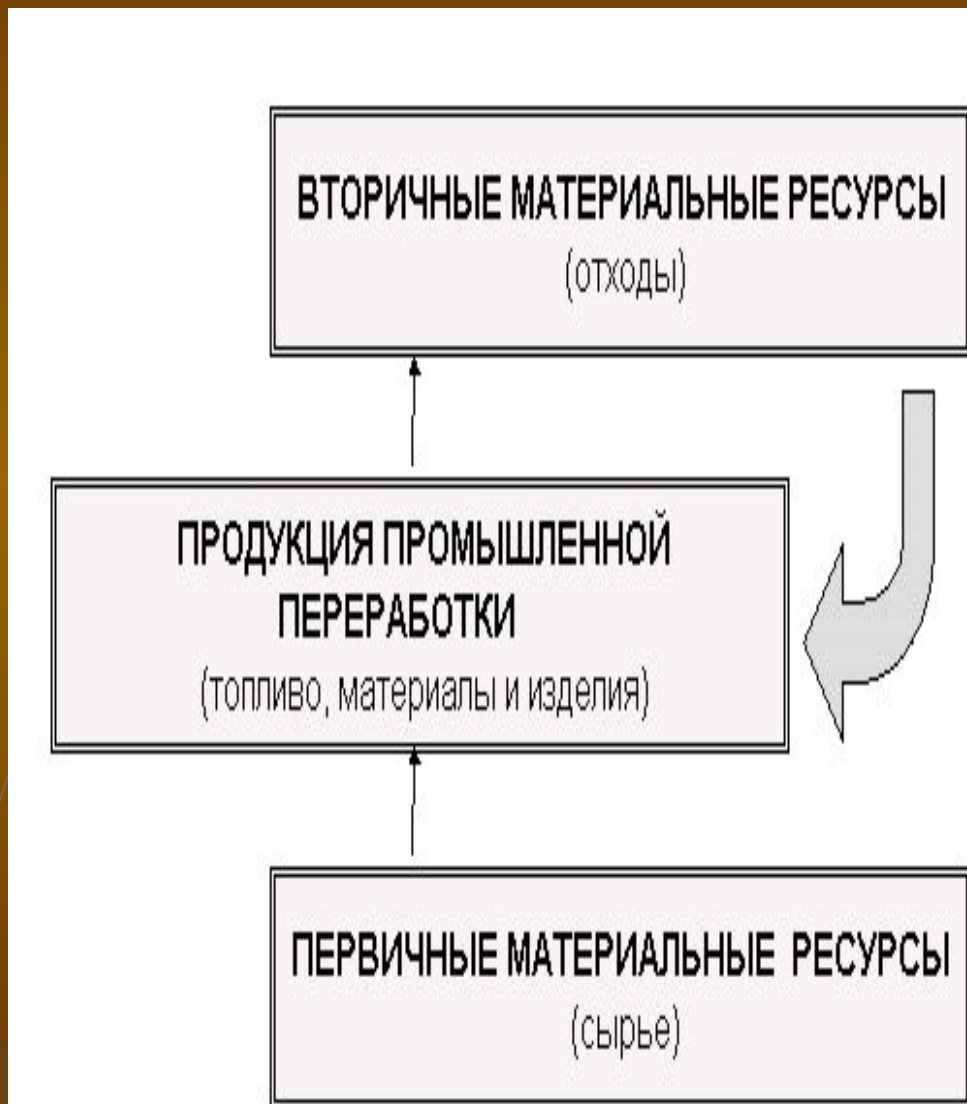 ВТОРИЧНЫЕ МАТЕРИАЛЬНЫЕ РЕСУРСЫ
(отходы)
ПРОДУКЦИЯ ПРОМЫШЛЕННОЙ
ПЕРЕРАБОТКИ
(топливо, материалы и изделия)
ПЕРВИЧНЫЕ МАТЕРИАЛЬНЫЕ РЕСУРСЫ
(сырье)